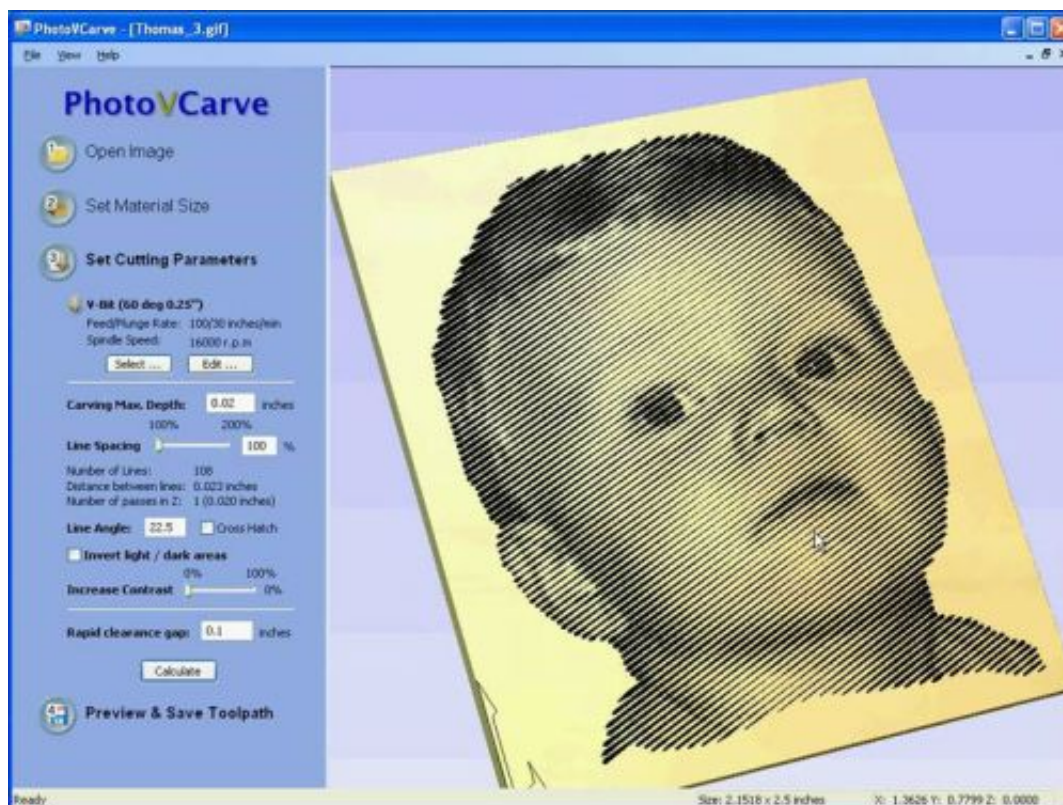 PhotoVCarve - [Thomas_3.gif]
File View Help
PhotoVCarve
1 Open Image
2 Set Material Size
3 Set Cutting Parameters
V-Bit (60 deg 0.25")
Feed/Plunge Rate: 100/30 inches/min
Spindle Speed: 16000 r.p.m
Select ... Edit ...
Carving Max. Depth: 0.02 inches
100% 200%
Line Spacing 100 %
Number of Lines: 108
Distance between lines: 0.023 inches
Number of passes in Z: 1 (0.020 inches)
Line Angle: 22.5 Cross Hatch
Invert light / dark areas
0% 100%
Increase Contrast 0%
Rapid clearance gap: 0.1 inches
Calculate
4 Preview & Save Toolpath
Ready Size: 2.1518 x 2.5 inches X: 1.3626 Y: 0.7799 Z: 0.0000